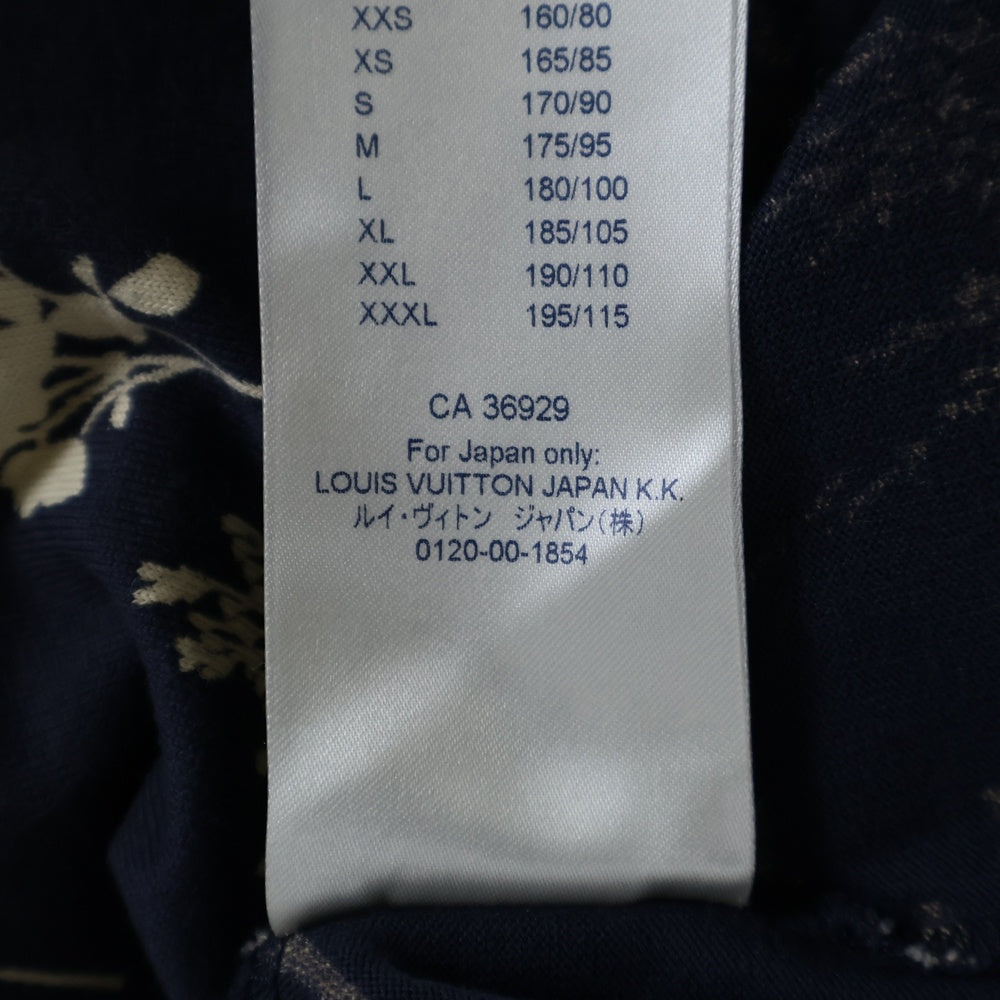 XXS 160/80
XS 165/85
S 170/90
M 175/95
L 180/100
XL 185/105
XXL 190/110
XXXL 195/115
CA 36929
For Japan only:
LOUIS VUITTON JAPAN K.K.
ルイ・ヴィトン ジャパン(株)
0120-00-1854